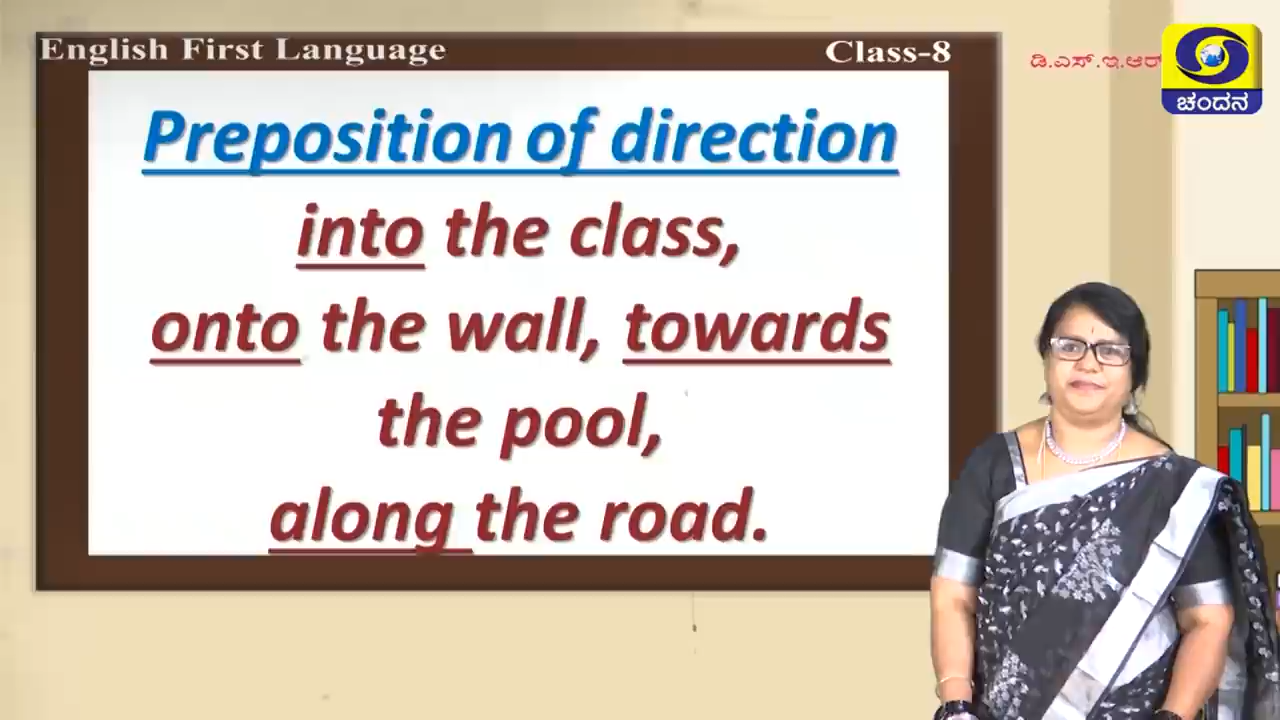 English First Language
Class-8
ಡಿ.ಎಸ್.ಇ.ಆರ್
ಚಂದನ
Preposition of direction
into the class,
onto the wall, towards
the pool,
along the road.